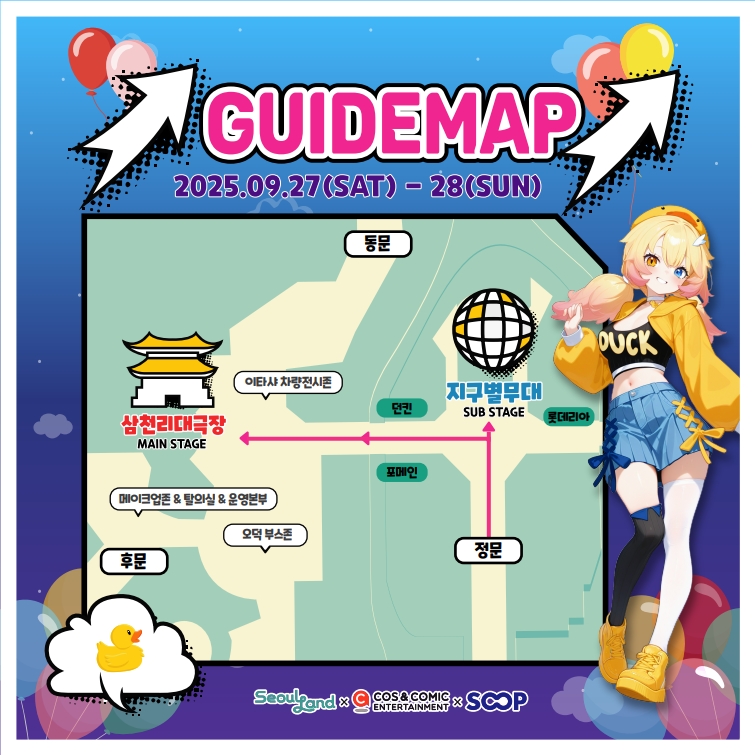 GUIDEMAP
2025.09.27(SAT) - 28(SUN)
동문
이타샤 차량전시존
지구별무대
SUB STAGE
던킨
롯데리아
삼천리대극장
MAIN STAGE
포메인
메이크업존 & 탈의실 & 운영본부
오덕 부스존
정문
후문
DUCK
SeoulLand x COS & COMIC ENTERTAINMENT x SOOP